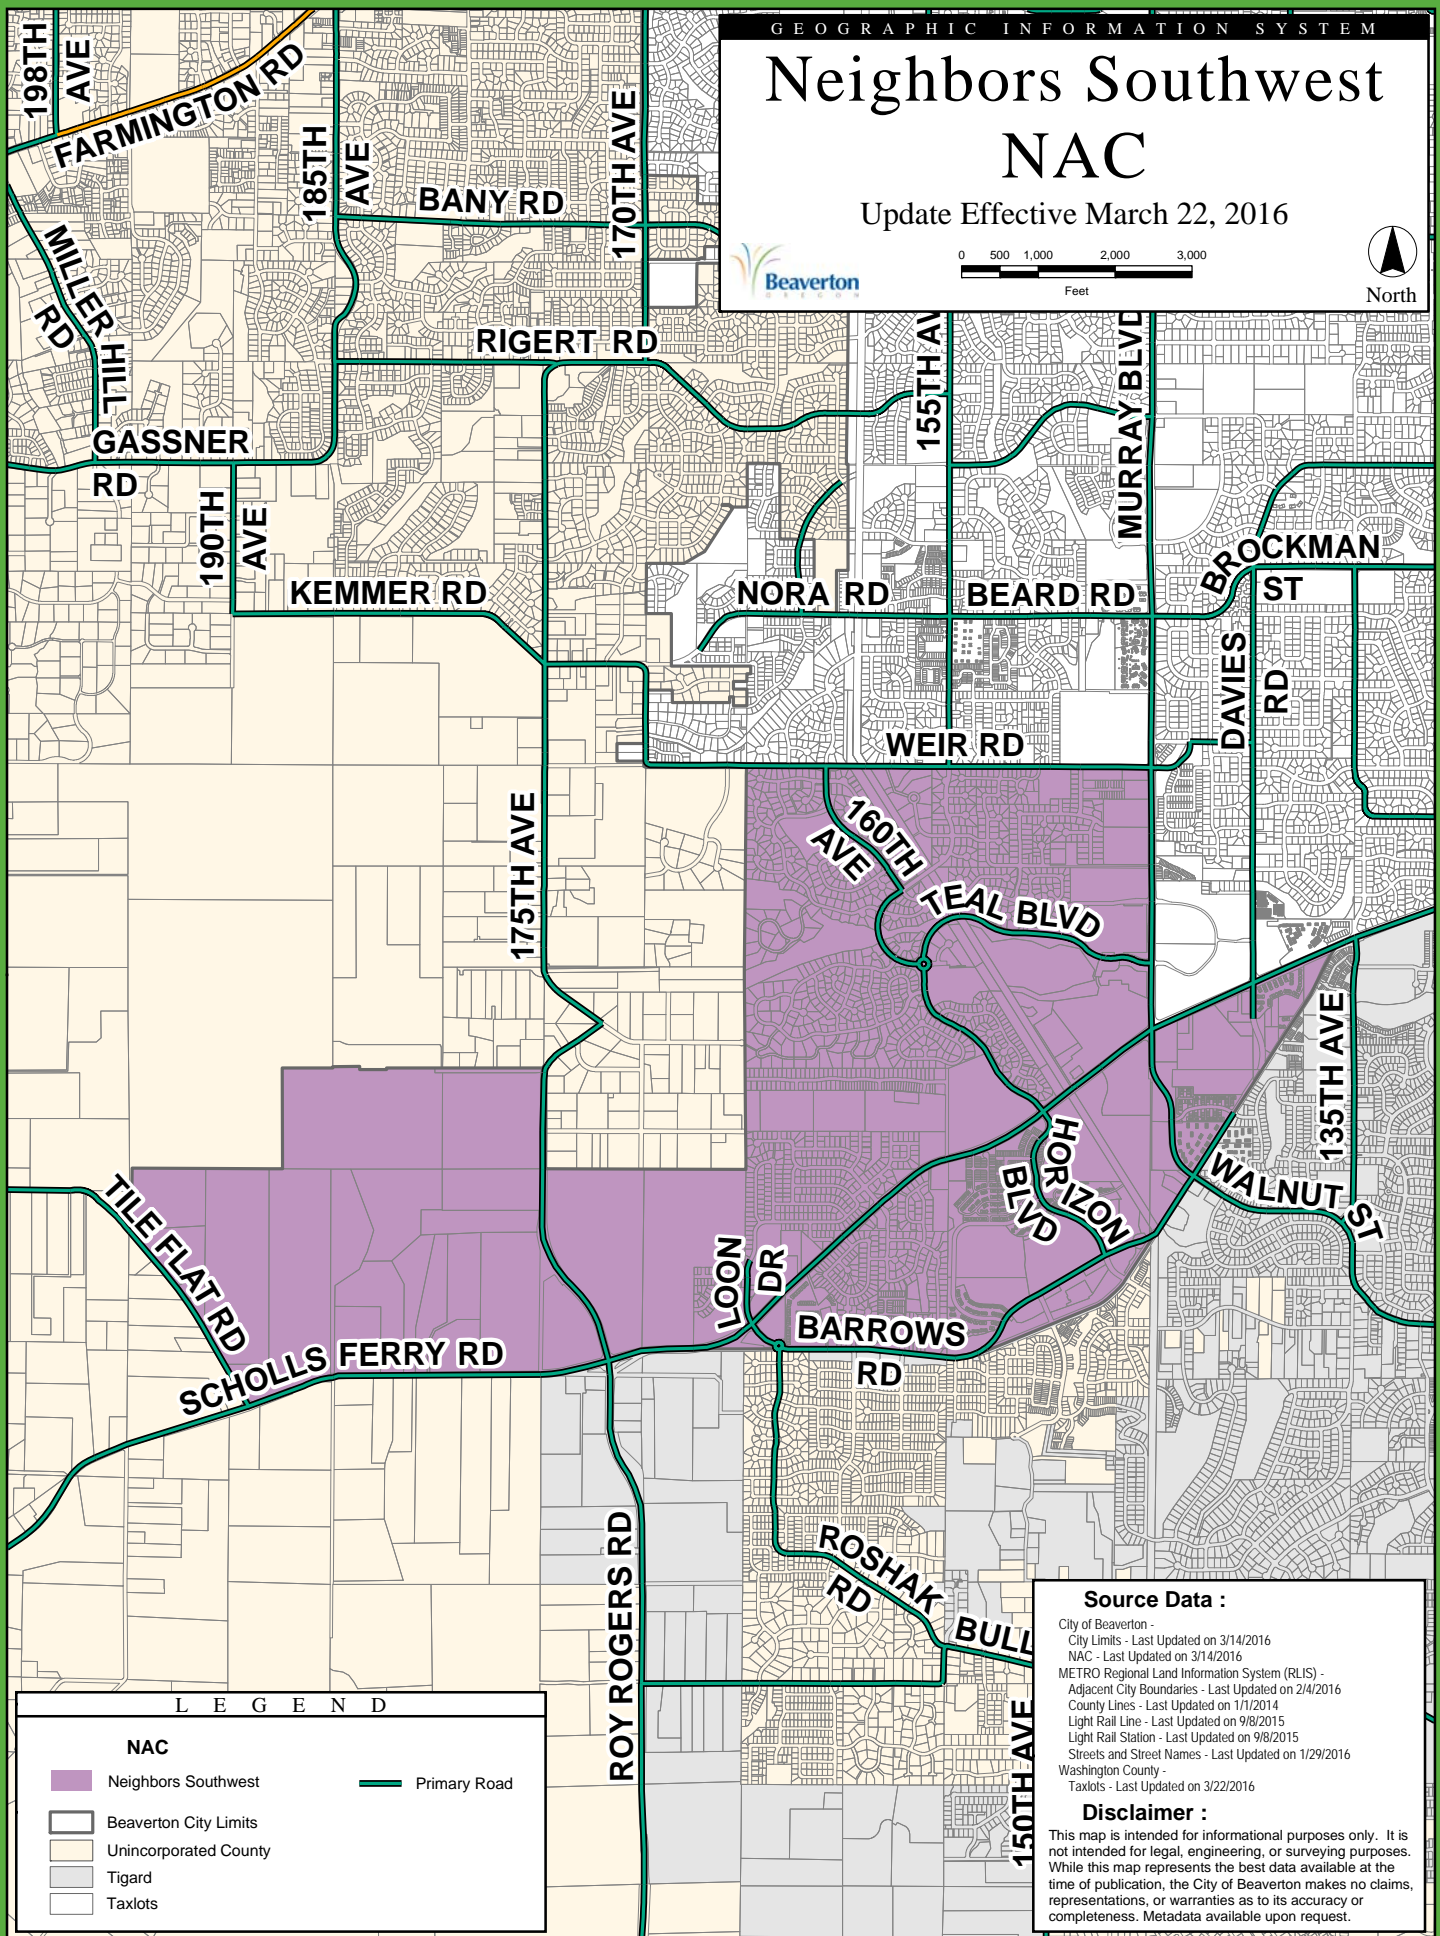 GEOGRAPHIC INFORMATION SYSTEM
Neighbors Southwest
NAC
Update Effective March 22, 2016
Beaverton
OREGON
0 500 1,000 2,000 3,000
Feet
North
198TH
AVE
FARMINGTON RD
185TH
AVE
BANY RD
170TH AVE
MILLER HILL
RD
RIGERT RD
155TH AV
MURRAY BLVD
GASSNER
RD
190TH
AVE
KEMMER RD
NORA RD
BEARD RD
BROCKMAN
ST
DAVIES
RD
WEIR RD
175TH AVE
160TH
AVE
TEAL BLVD
135TH AVE
HORIZON
BLVD
WALNUT ST
TILE FLAT RD
LOON
DR
SCHOLLS FERRY RD
BARROWS
RD
ROY ROGERS RD
ROSHAK
RD
BULL
150TH AVE
LEGEND
NAC
Neighbors Southwest
Primary Road
Beaverton City Limits
Unincorporated County
Tigard
Taxlots
Source Data :
City of Beaverton -
City Limits - Last Updated on 3/14/2016
NAC - Last Updated on 3/14/2016
METRO Regional Land Information System (RLIS) -
Adjacent City Boundaries - Last Updated on 2/4/2016
County Lines - Last Updated on 1/1/2014
Light Rail Line - Last Updated on 9/8/2015
Light Rail Station - Last Updated on 9/8/2015
Streets and Street Names - Last Updated on 1/29/2016
Washington County -
Taxlots - Last Updated on 3/22/2016
Disclaimer :
This map is intended for informational purposes only. It is
not intended for legal, engineering, or surveying purposes.
While this map represents the best data available at the
time of publication, the City of Beaverton makes no claims,
representations, or warranties as to its accuracy or
completeness. Metadata available upon request.